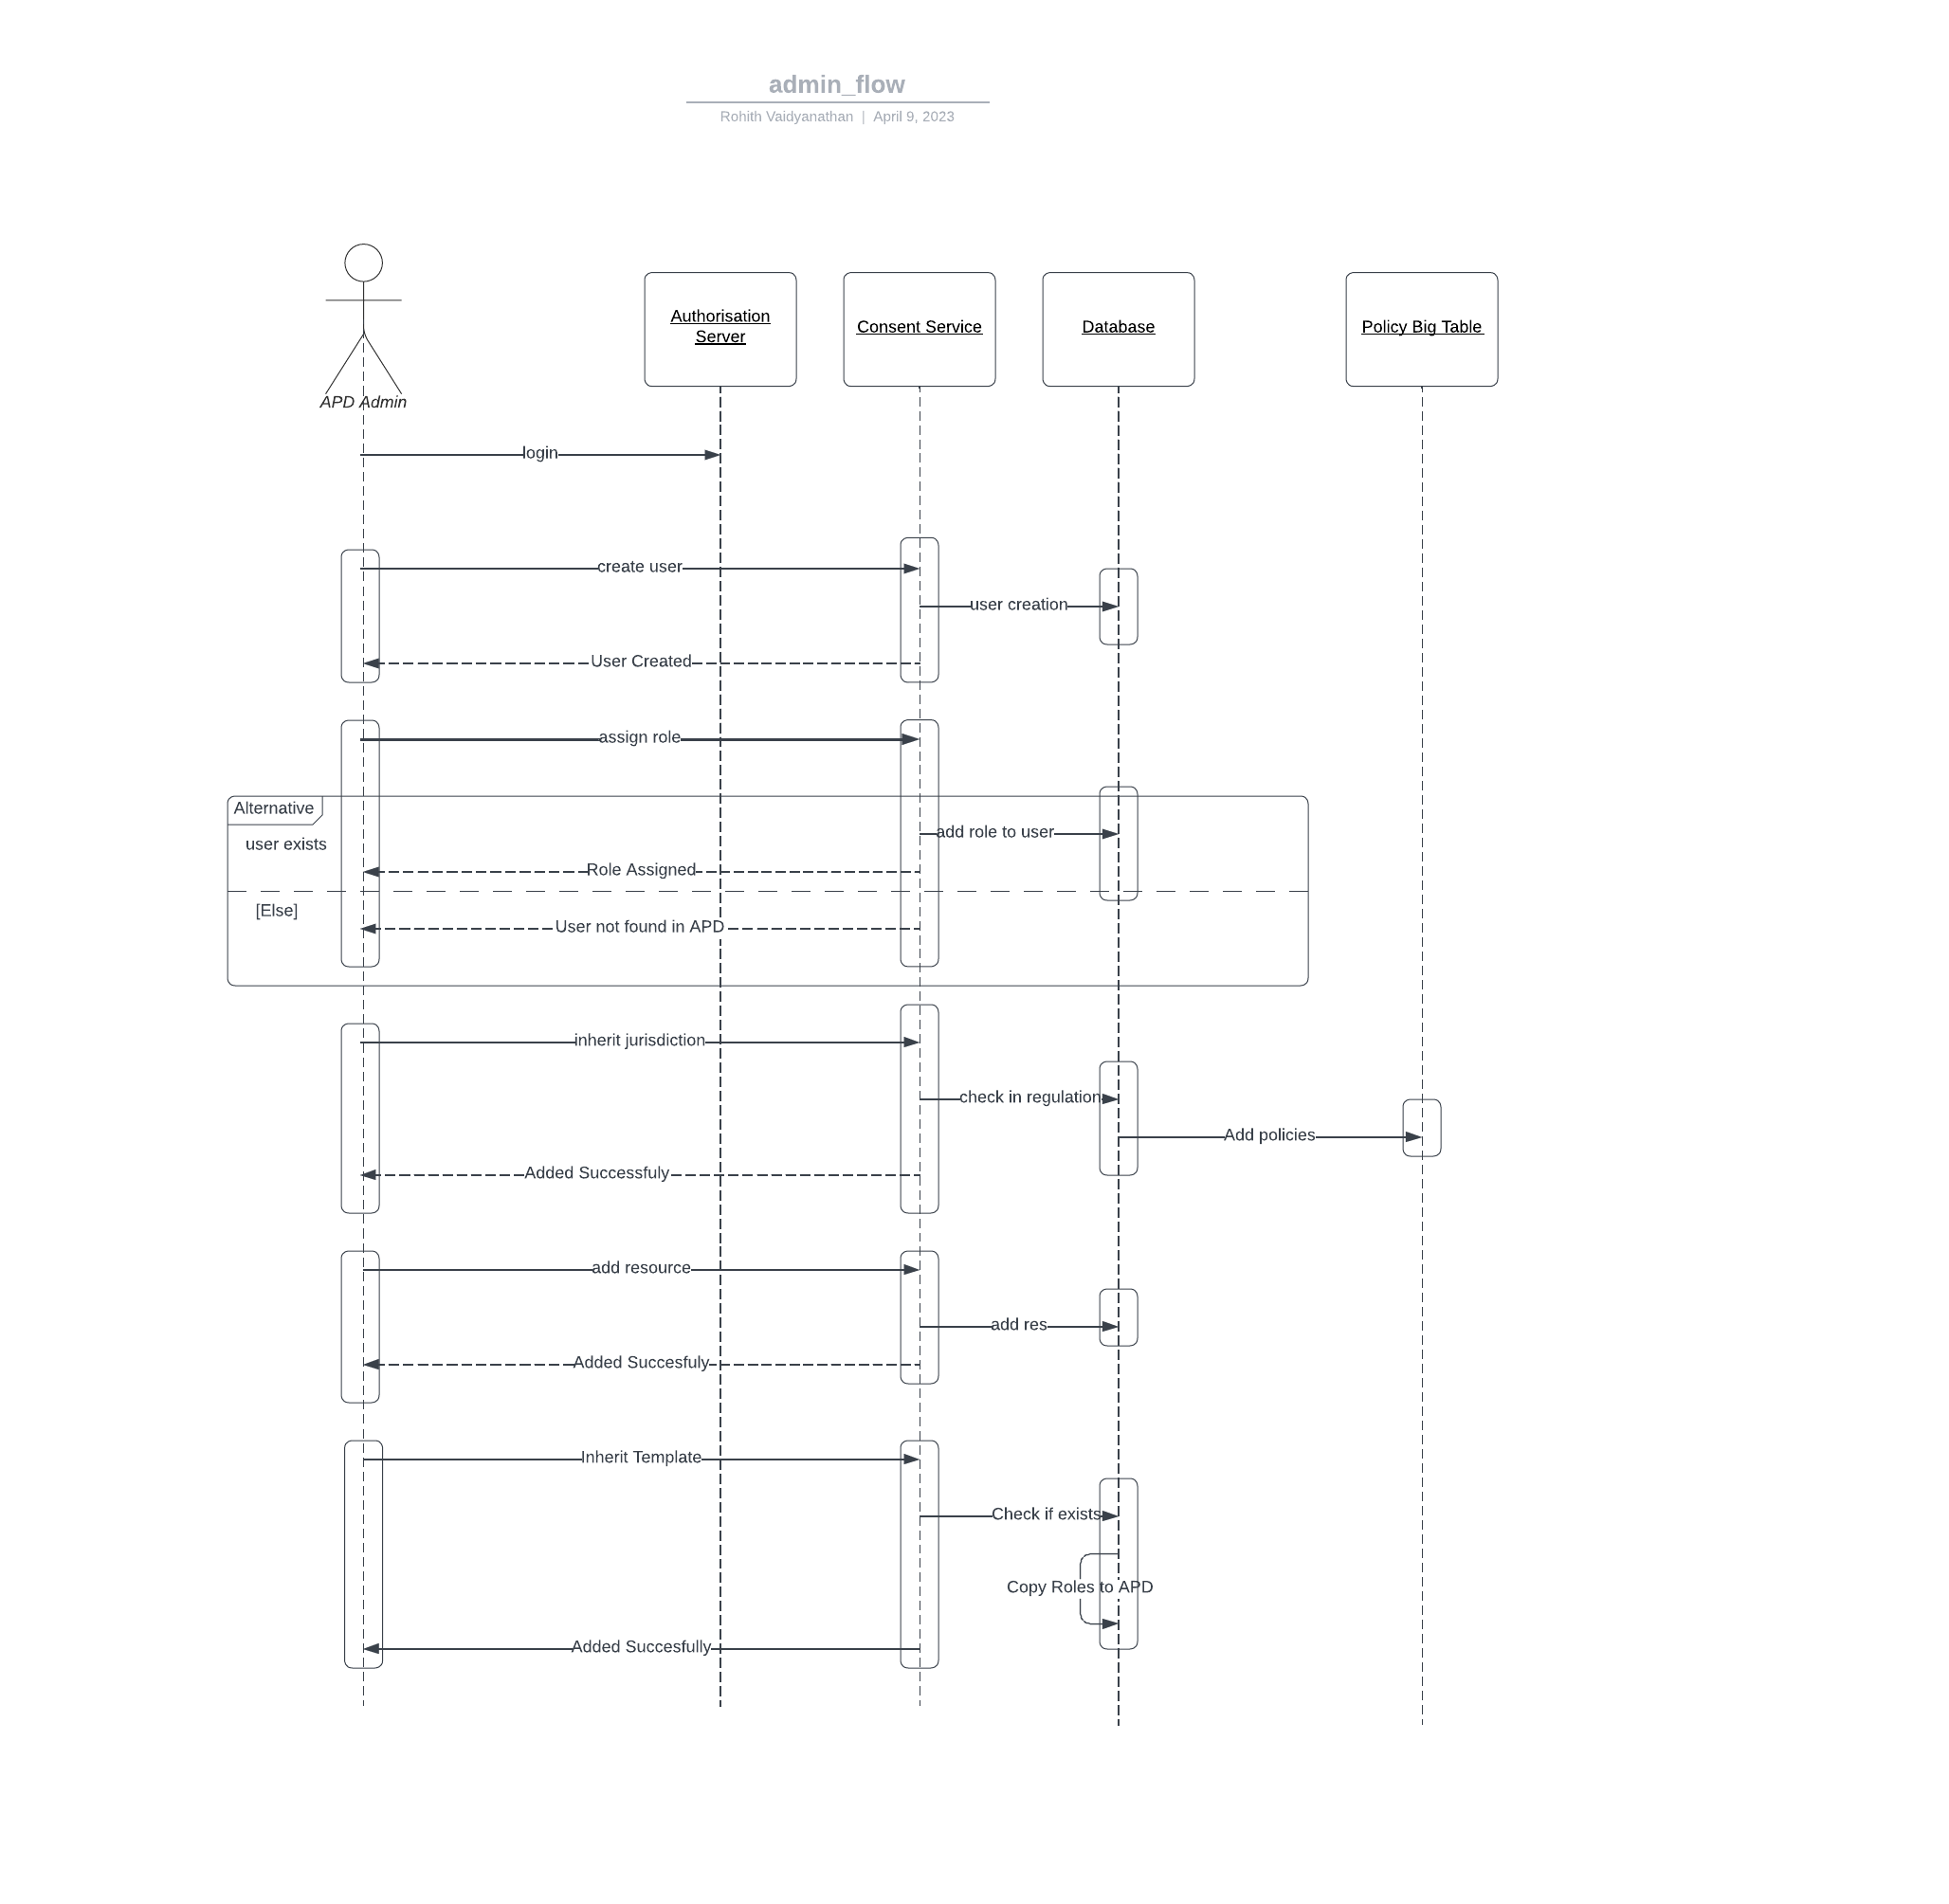 admin_flow
Rohith Vaidyanathan | April 9, 2023
Authorisation
Server
Consent Service
Database
Policy Big Table
APD Admin
login
create user
user creation
User Created
assign role
Alternative
add role to user
user exists
Role Assigned
[Else]
User not found in APD
inherit jurisdiction
check in regulation
Add policies
Added Successfuly
add resource
add res
Added Succesfuly
Inherit Template
Check if exists
Copy Roles to APD
Added Succesfully